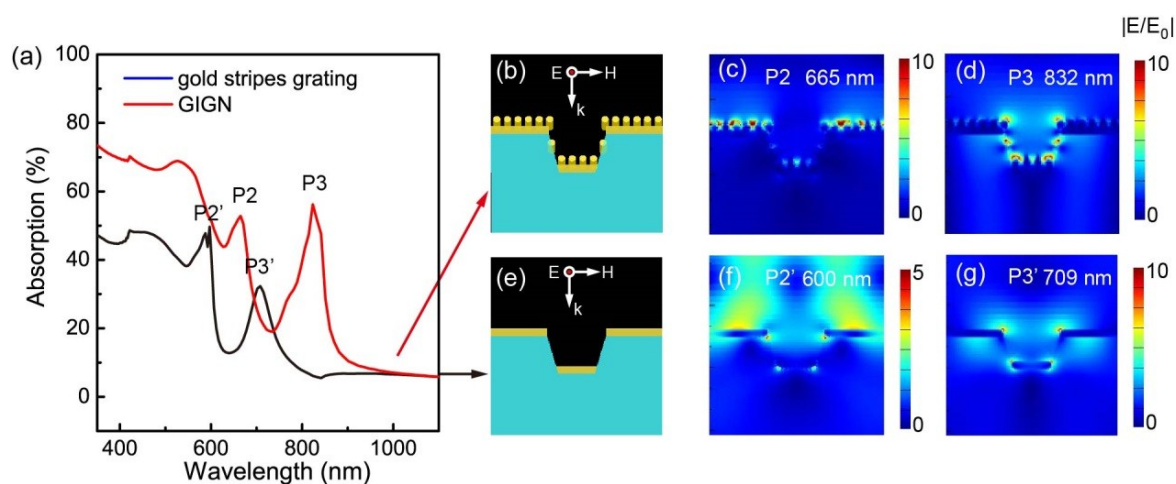 (a)
100
80
60
40
20
0
Absorption (%)
400 600 800 1000
Wavelength (nm)
gold stripes grating
GIGN
P2'
P2
P3'
P3
(b)
E H
k
(c) P2 665 nm
10
0
(d) P3 832 nm
|E/E₀|
10
0
(e)
E H
k
(f) P2' 600 nm
5
0
(g) P3' 709 nm
10
0